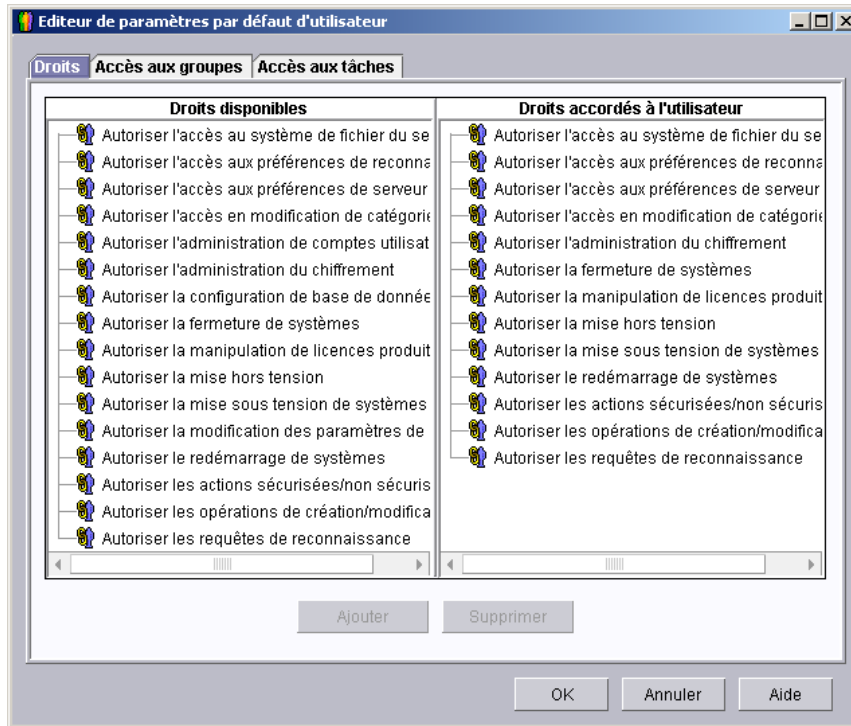 Editeur de paramètres par défaut d'utilisateur
Droits Accès aux groupes Accès aux tâches
Droits disponibles
Autoriser l'accès au système de fichier du se
Autoriser l'accès aux préférences de reconna
Autoriser l'accès aux préférences de serveur
Autoriser l'accès en modification de catégorie
Autoriser l'administration de comptes utilisat
Autoriser l'administration du chiffrement
Autoriser la configuration de base de donnée
Autoriser la fermeture de systèmes
Autoriser la manipulation de licences produit
Autoriser la mise hors tension
Autoriser la mise sous tension de systèmes
Autoriser la modification des paramètres de
Autoriser le redémarrage de systèmes
Autoriser les actions sécurisées/non sécuris
Autoriser les opérations de création/modifica
Autoriser les requêtes de reconnaissance
Droits accordés à l'utilisateur
Autoriser l'accès au système de fichier du se
Autoriser l'accès aux préférences de reconna
Autoriser l'accès aux préférences de serveur
Autoriser l'accès en modification de catégorie
Autoriser l'administration du chiffrement
Autoriser la fermeture de systèmes
Autoriser la manipulation de licences produit
Autoriser la mise hors tension
Autoriser la mise sous tension de systèmes
Autoriser le redémarrage de systèmes
Autoriser les actions sécurisées/non sécuris
Autoriser les opérations de création/modifica
Autoriser les requêtes de reconnaissance
Ajouter Supprimer
OK Annuler Aide